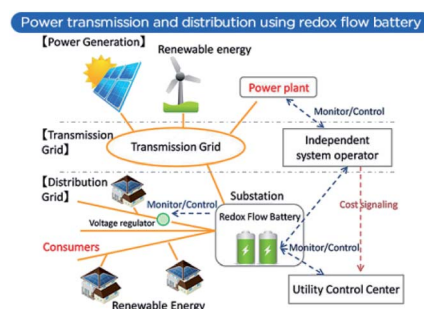 Power transmission and distribution using redox flow battery
【Power Generation】
Renewable energy
Power plant
Monitor/Control
【Transmission
Grid】
Transmission Grid
Independent
system operator
【Distribution
Grid】
Monitor/Control
Substation
Redox Flow Battery
Cost signaling
Voltage regulator
Consumers
Monitor/Control
Utility Control Center
Renewable Energy